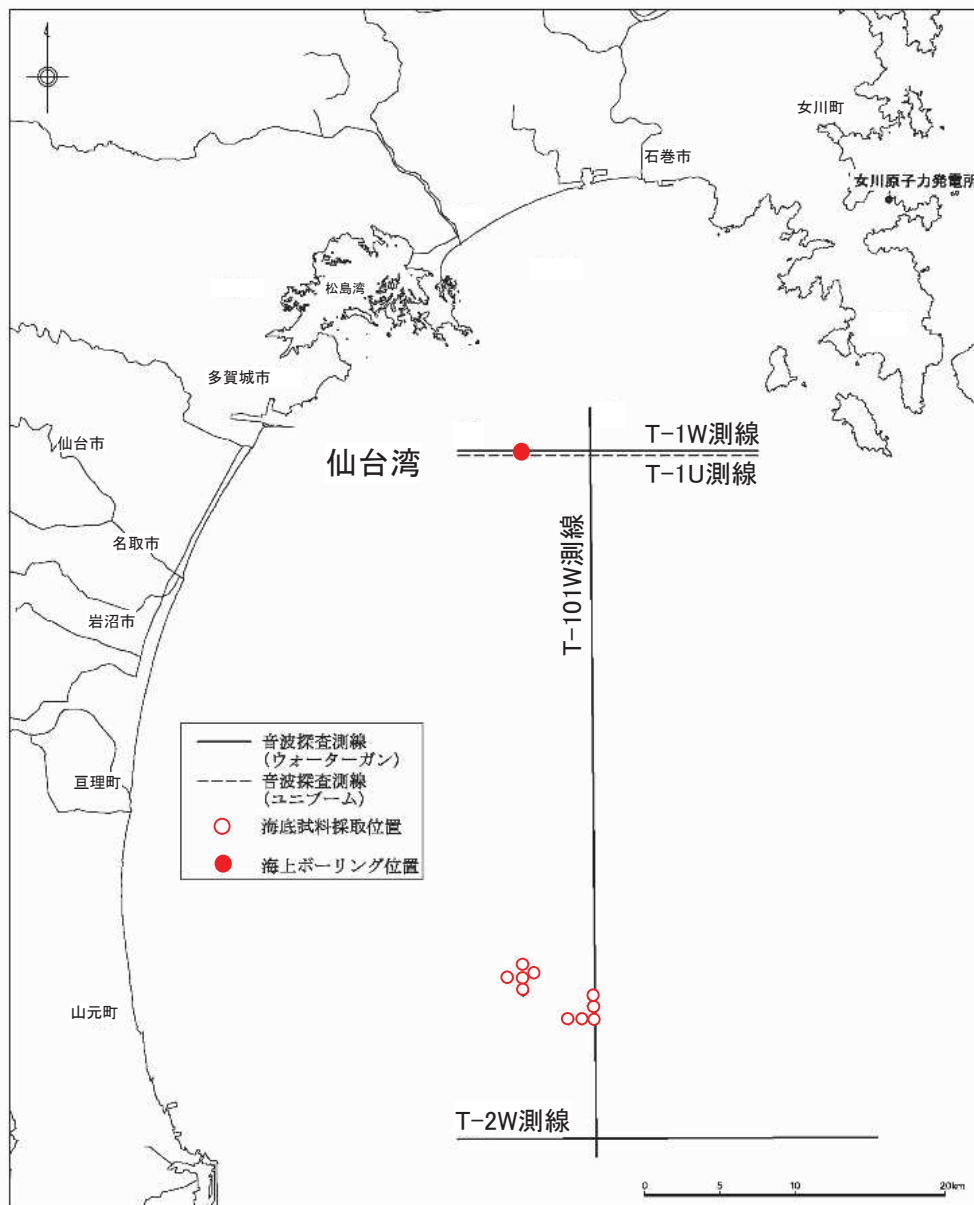 女川町
石巻市
女川原子力発電所
松島湾
多賀城市
仙台市
仙台湾
T-1W測線
T-1U測線
名取市
T-101W測線
岩沼市
音波探査測線
(ウォーターガン)
音波探査測線
(ユニブーム)
海底試料採取位置
海上ボーリング位置
亘理町
山元町
T-2W測線
0 5 10 20km